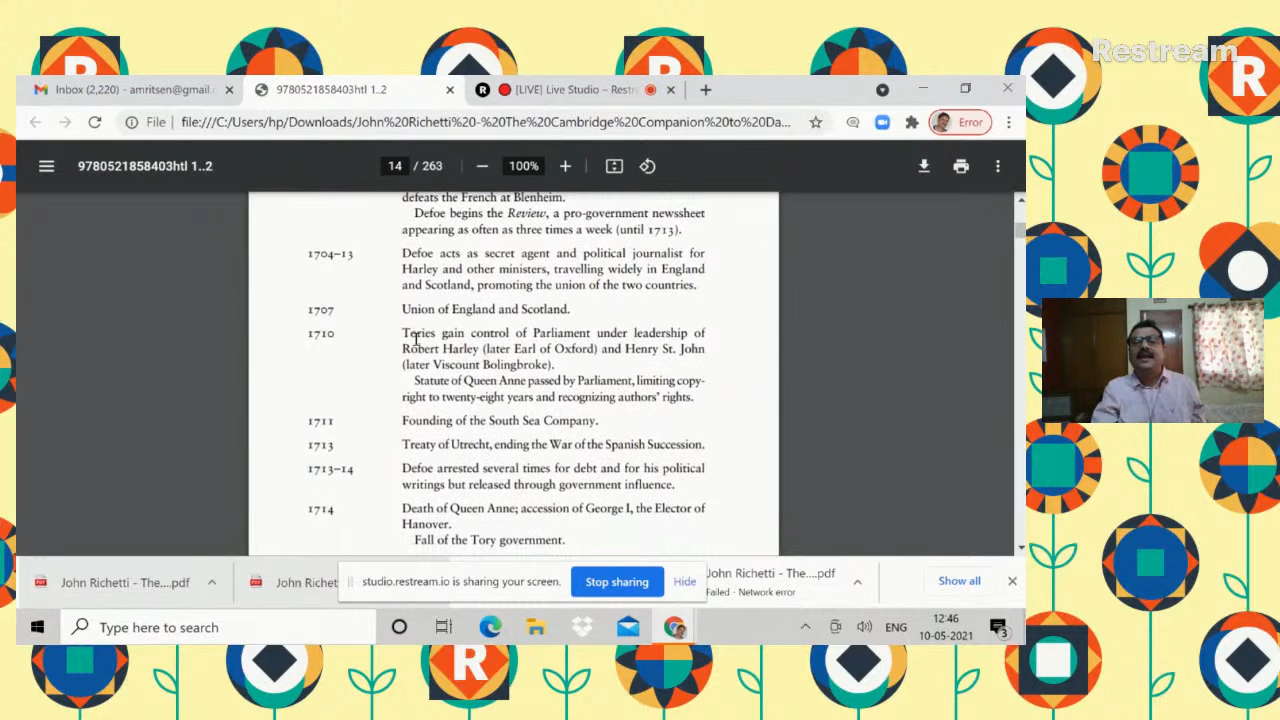 Restream
R
R
R
Inbox (2,220) - amritsen@gmail.
9780521858403htl 1..2
R
[LIVE] Live Studio – Restr
File
file:///C:/Users/hp/Downloads/John%20Richetti%20-%20The%20Cambridge%20Companion%20to%20Da...
Error
9780521858403htl 1..2
14 / 263
100%
defeats the French at Blenheim.
Defoe begins the Review, a pro-government newssheet
appearing as often as three times a week (until 1713).
1704–13 Defoe acts as secret agent and political journalist for
Harley and other ministers, travelling widely in England
and Scotland, promoting the union of the two countries.
1707 Union of England and Scotland.
1710 Tories gain control of Parliament under leadership of
Robert Harley (later Earl of Oxford) and Henry St. John
(later Viscount Bolingbroke).
Statute of Queen Anne passed by Parliament, limiting copy-
right to twenty-eight years and recognizing authors' rights.
1711 Founding of the South Sea Company.
1713 Treaty of Utrecht, ending the War of the Spanish Succession.
1713–14 Defoe arrested several times for debt and for his political
writings but released through government influence.
1714 Death of Queen Anne; accession of George I, the Elector of
Hanover.
Fall of the Tory government.
John Richetti - The....pdf
John Richet
studio.restream.io is sharing your screen.
Stop sharing
Hide
John Richetti - The....pdf
Failed - Network error
Show all
Type here to search
ENG
12:46
10-05-2021
3
R